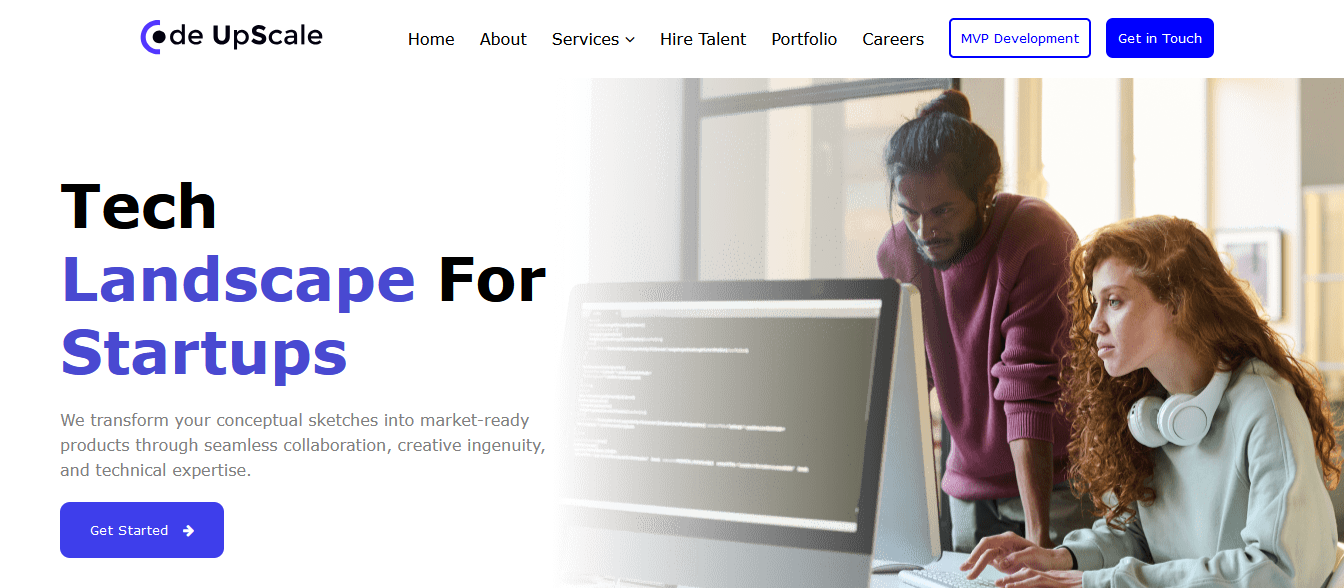 Code UpScale
Home About Services Hire Talent Portfolio Careers MVP Development Get in Touch
Tech
Landscape For
Startups
We transform your conceptual sketches into market-ready
products through seamless collaboration, creative ingenuity,
and technical expertise.
Get Started